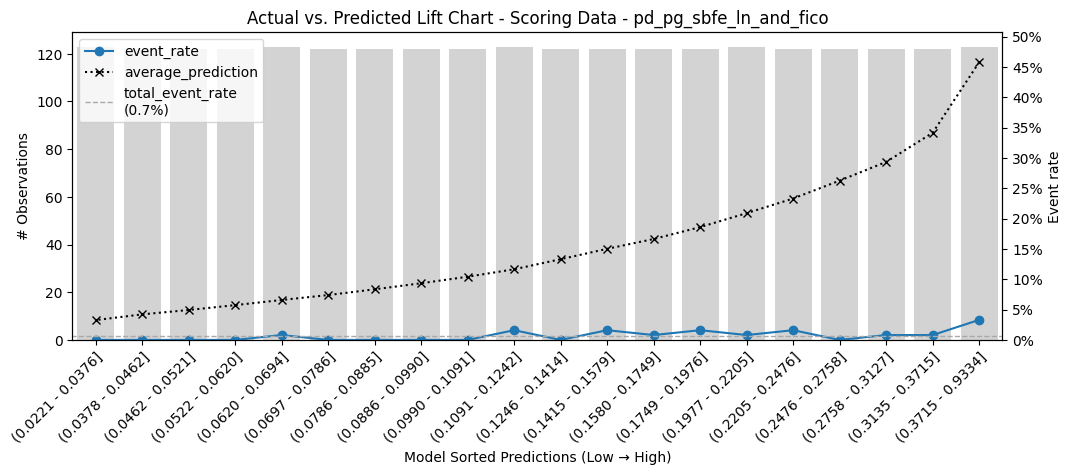 Actual vs. Predicted Lift Chart - Scoring Data - pd_pg_sbfe_ln_and_fico
event_rate
average_prediction
total_event_rate
(0.7%)
# Observations
120
100
80
60
40
20
0
50%
45%
40%
35%
30%
25%
20%
15%
10%
5%
0%
Event rate
(0.0221 - 0.0376]
(0.0378 - 0.0462]
(0.0462 - 0.0521]
(0.0522 - 0.0620]
(0.0620 - 0.0694]
(0.0697 - 0.0786]
(0.0786 - 0.0885]
(0.0886 - 0.0990]
(0.0990 - 0.1091]
(0.1091 - 0.1242]
(0.1246 - 0.1414]
(0.1415 - 0.1579]
(0.1580 - 0.1749]
(0.1749 - 0.1976]
(0.1977 - 0.2205]
(0.2205 - 0.2476]
(0.2476 - 0.2758]
(0.2758 - 0.3127]
(0.3135 - 0.3715]
(0.3715 - 0.9334]
Model Sorted Predictions (Low → High)